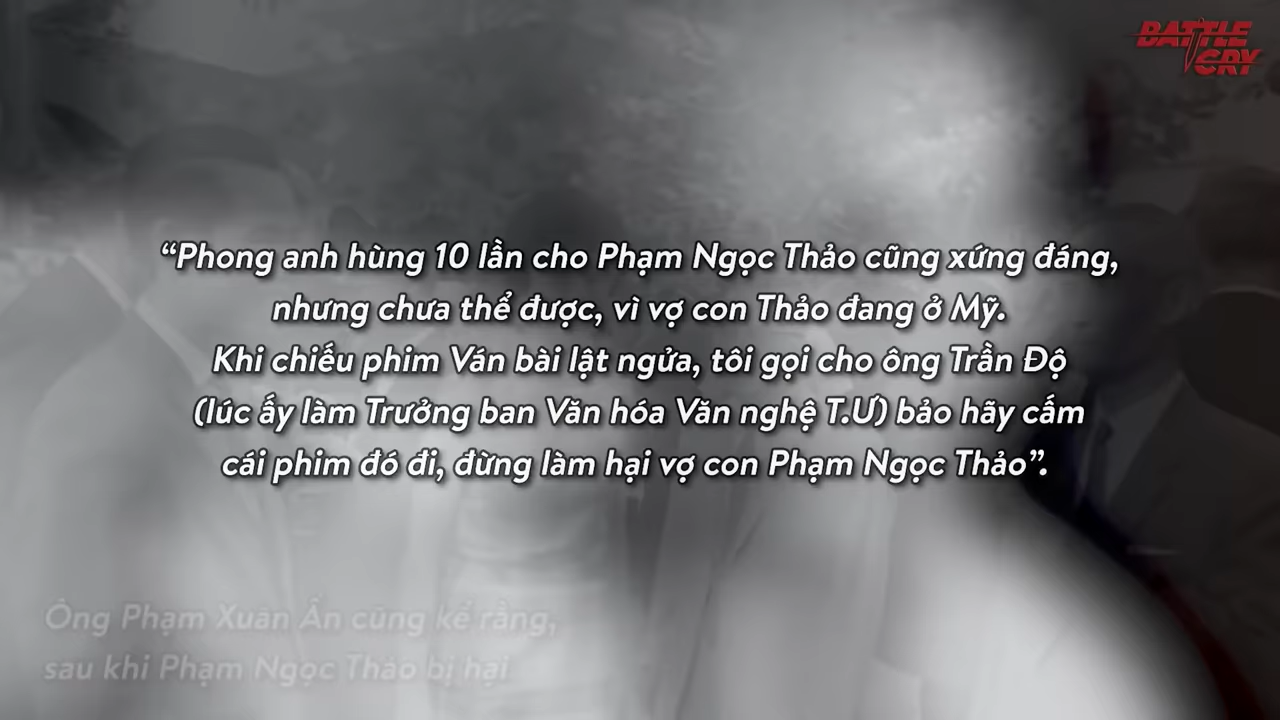 BATTLE
CRY
“Phong anh hùng 10 lần cho Phạm Ngọc Thảo cũng xứng đáng,
nhưng chưa thể được, vì vợ con Thảo đang ở Mỹ.
Khi chiếu phim Ván bài lật ngửa, tôi gọi cho ông Trần Độ
(lúc ấy làm Trưởng ban Văn hóa Văn nghệ T.Ư) bảo hãy cấm
cái phim đó đi, đừng làm hại vợ con Phạm Ngọc Thảo”.
Ông Phạm Xuân Ẩn cũng kể rằng,
sau khi Phạm Ngọc Thảo bị hại